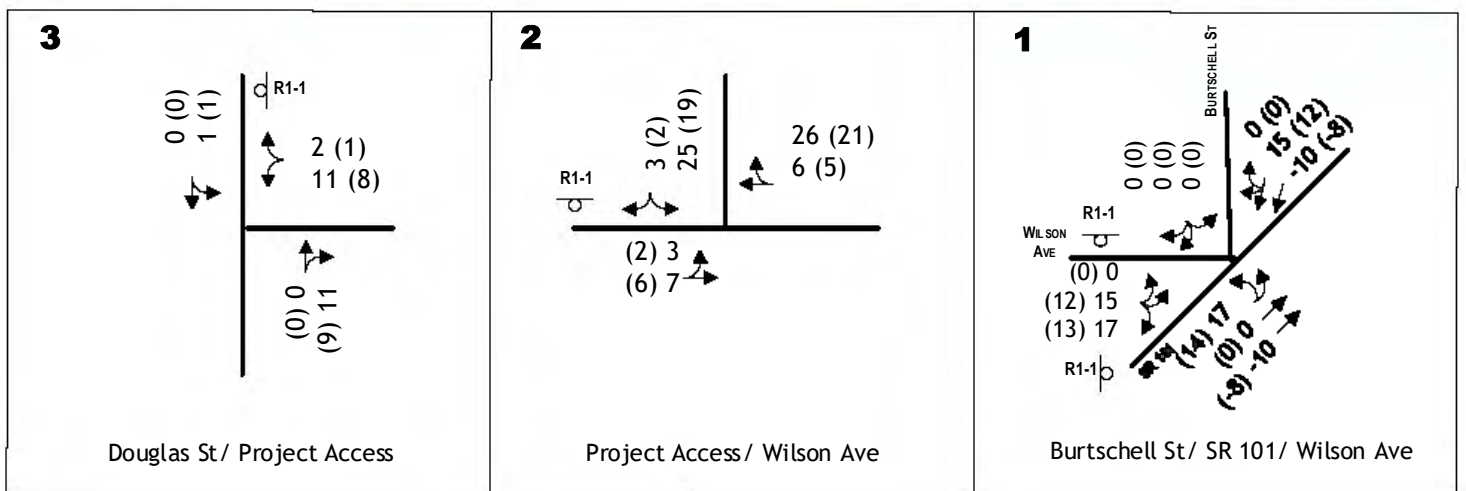 3
0 (0)
1 (1)
R1-1
2 (1)
11 (8)
(0) 0
(9) 11
Douglas St/ Project Access
2
3 (2)
25 (19)
26 (21)
6 (5)
R1-1
(2) 3
(6) 7
Project Access/ Wilson Ave
1
BURTSCHELL ST
0 (0)
0 (0)
0 (0)
0 (0)
15 (12)
-10 (-8)
R1-1
WILSON
AVE
(0) 0
(12) 15
(13) 17
R1-1
SR 101
(14) 17
(0) 0
(-8) -10
Burtschell St/ SR 101/ Wilson Ave